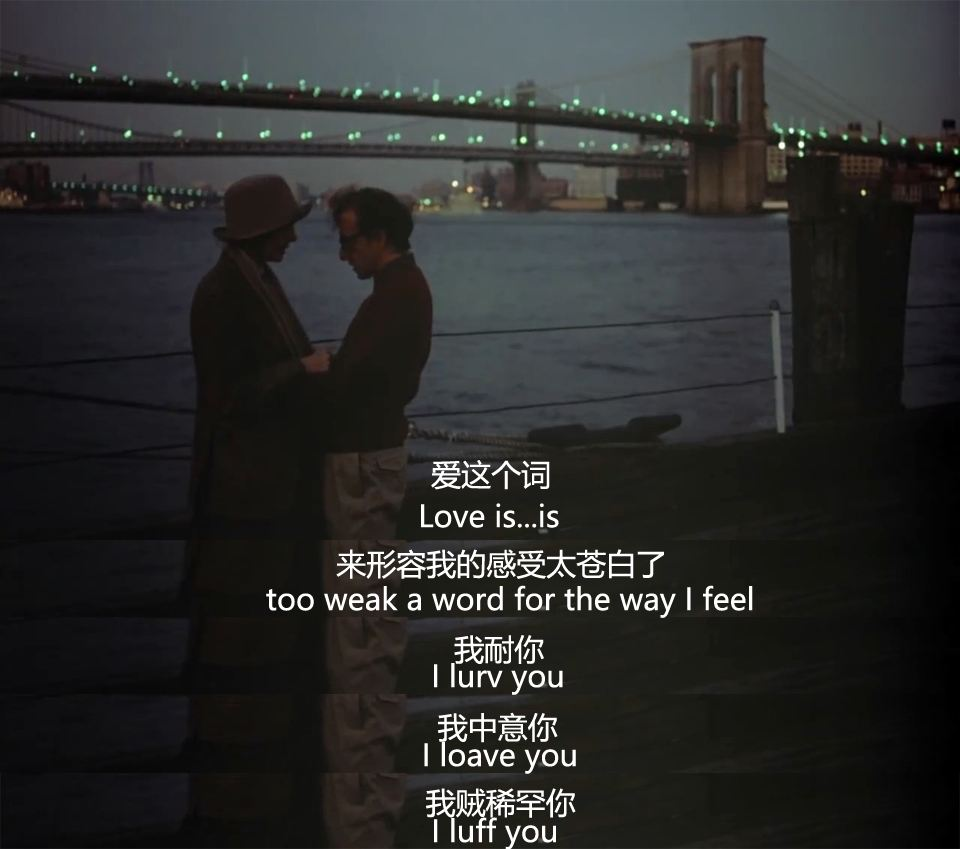 爱这个词
Love is...is
来形容我的感受太苍白了
too weak a word for the way I feel
我耐你
I lurv you
我中意你
I loave you
我贼稀罕你
I luff you